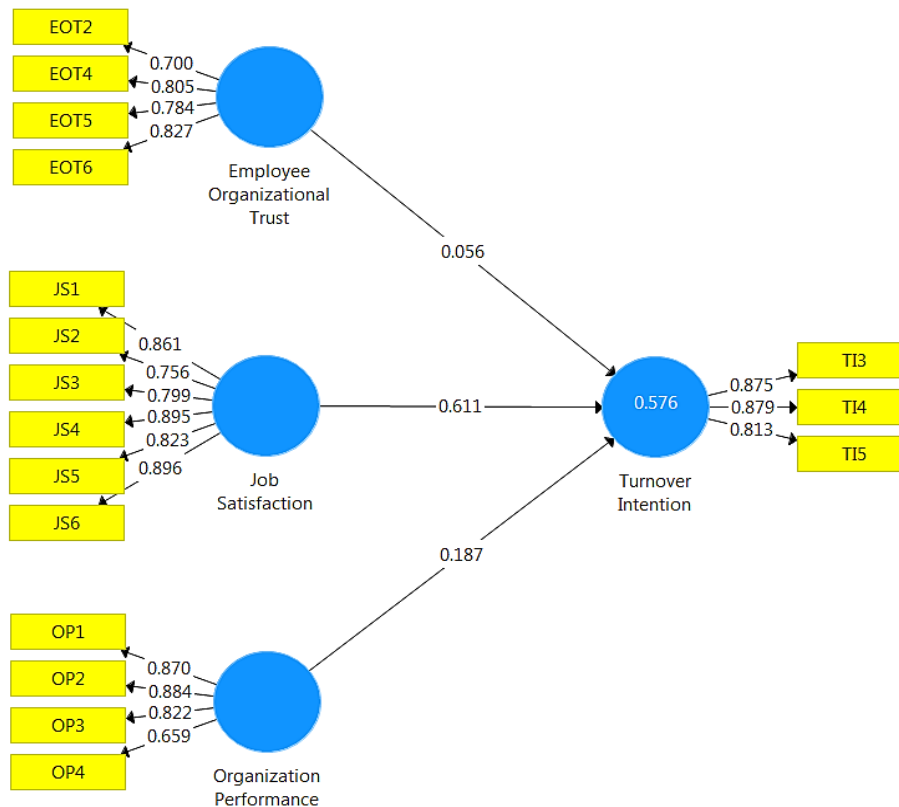 EOT2
0.700
EOT4
0.805
0.784
EOT5
0.827
EOT6
Employee
Organizational
Trust
0.056
JS1
0.861
JS2
0.756
JS3
0.799
0.895
JS4
0.823
JS5
0.896
JS6
Job
Satisfaction
0.611
0.576
Turnover
Intention
0.875
TI3
0.879
TI4
0.813
TI5
0.187
OP1
0.870
OP2
0.884
0.822
OP3
0.659
OP4
Organization
Performance